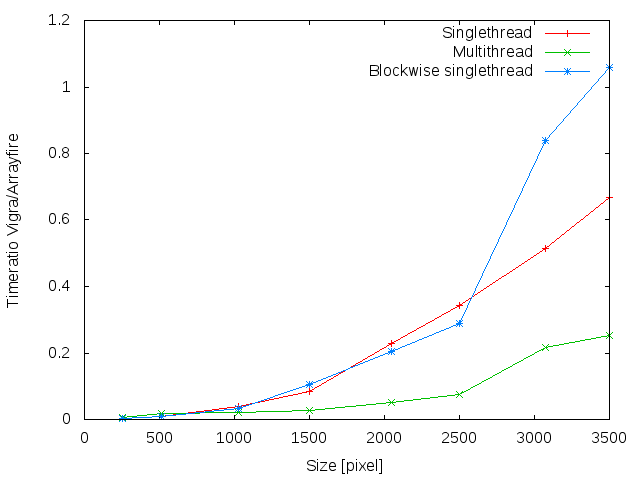 Singlethread
Multithread
Blockwise singlethread
1.2
1
0.8
0.6
0.4
0.2
0
Timeratio Vigra/Arrayfire
0 500 1000 1500 2000 2500 3000 3500
Size [pixel]